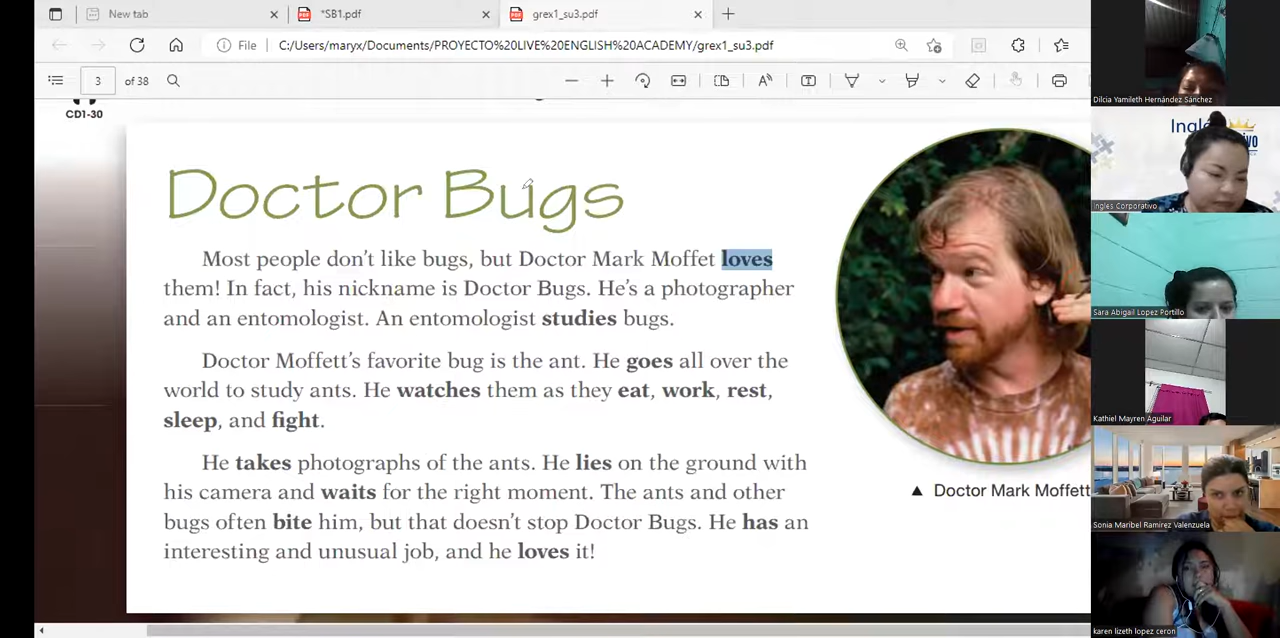 New tab
*SB1.pdf
grex1_su3.pdf
File C:/Users/maryx/Documents/PROYECTO%20LIVE%20ENGLISH%20ACADEMY/grex1_su3.pdf
3 of 38
CD1-30
Doctor Bugs
Most people don't like bugs, but Doctor Mark Moffet loves
them! In fact, his nickname is Doctor Bugs. He's a photographer
and an entomologist. An entomologist studies bugs.
Doctor Moffett's favorite bug is the ant. He goes all over the
world to study ants. He watches them as they eat, work, rest,
sleep, and fight.
He takes photographs of the ants. He lies on the ground with
his camera and waits for the right moment. The ants and other
bugs often bite him, but that doesn't stop Doctor Bugs. He has an
interesting and unusual job, and he loves it!
▲ Doctor Mark Moffett
Dilcia Yamileth Hernández Sánchez
Inglés Corporativo
Sara Abigail Lopez Portillo
Kathiel Mayren Aguilar
Sonia Maribel Ramirez Valenzuela
karen lizeth lopez ceron